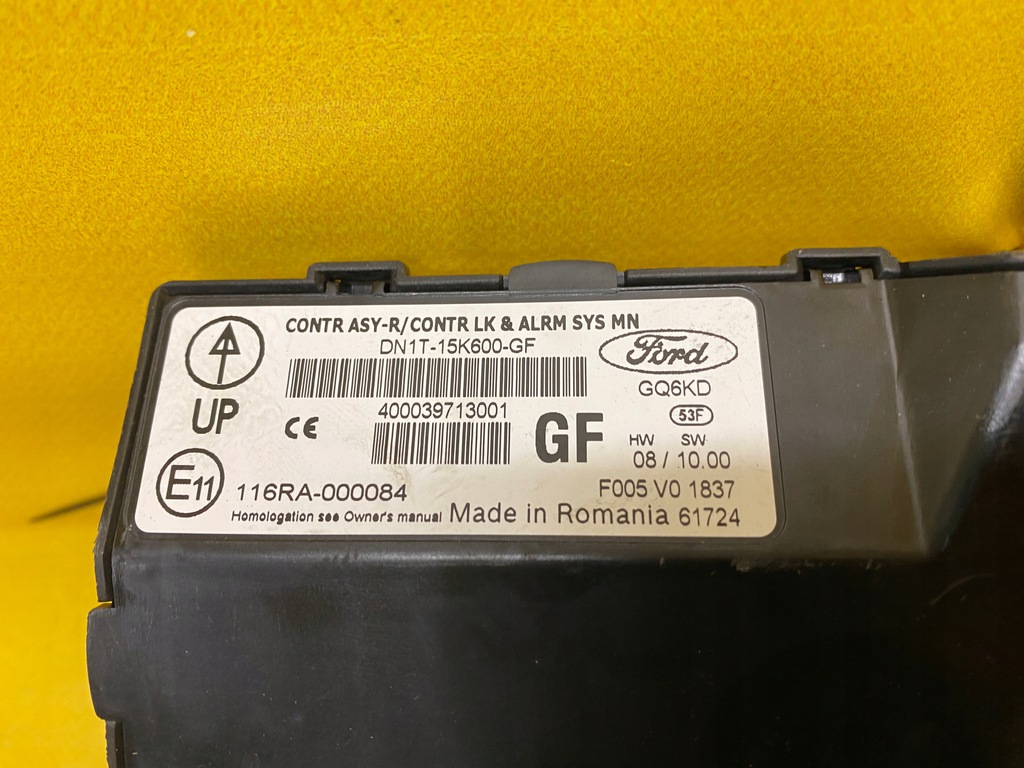 CONTR ASY-R/CONTR LK & ALRM SYS MN
DN1T-15K600-GF
Ford
GQ6KD
UP
CE
400039713001
GF
53F
HW SW
08 / 10.00
E11
116RA-000084
F005 V0 1837
Homologation see Owner's manual Made in Romania 61724